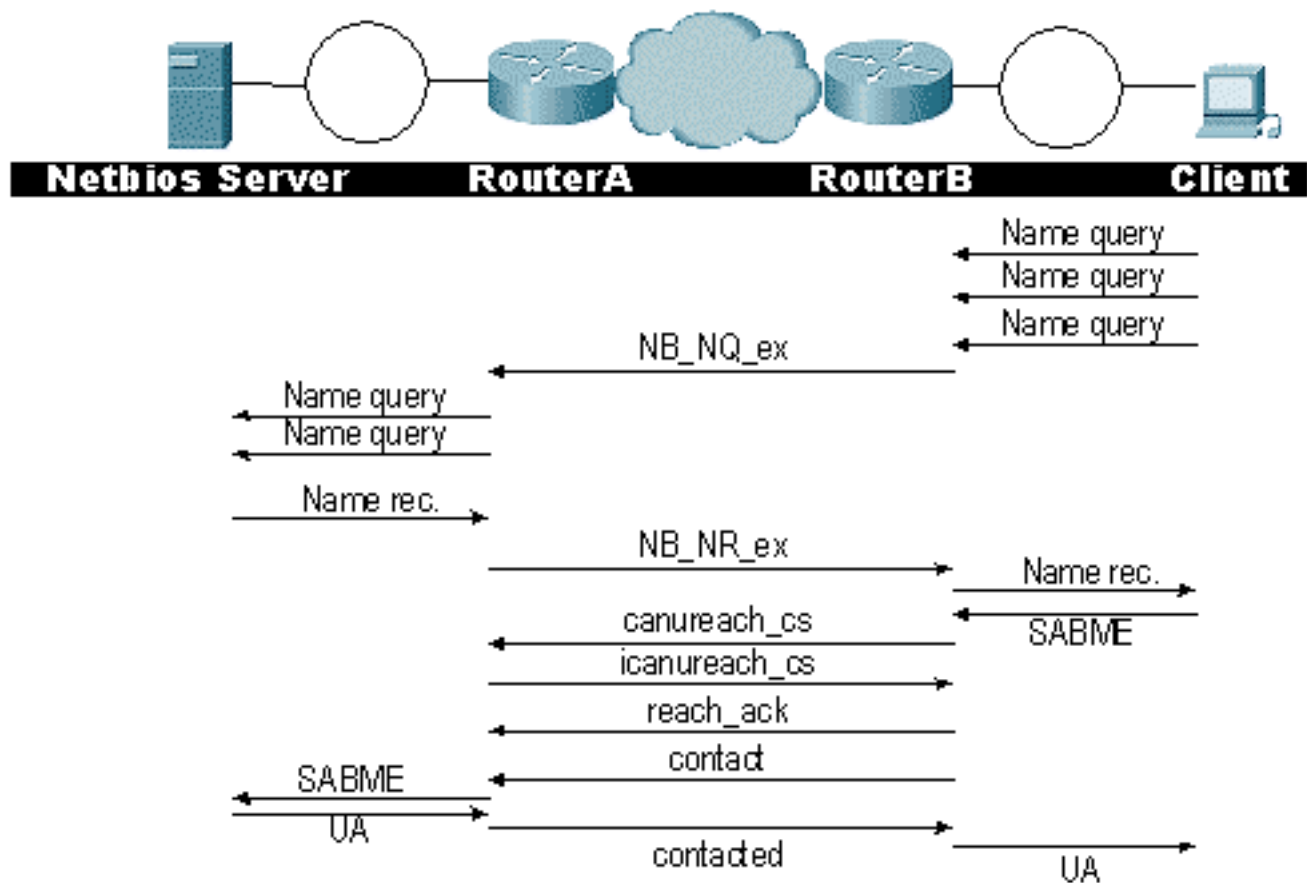 Netbios Server RouterA RouterB Client
Name query
Name query
Name query
NB_NQ_ex
Name query
Name query
Name rec.
NB_NR_ex
Name rec.
canureach_cs
SABME
icanureach_cs
reach_ack
contact
SABME
UA
contacted
UA